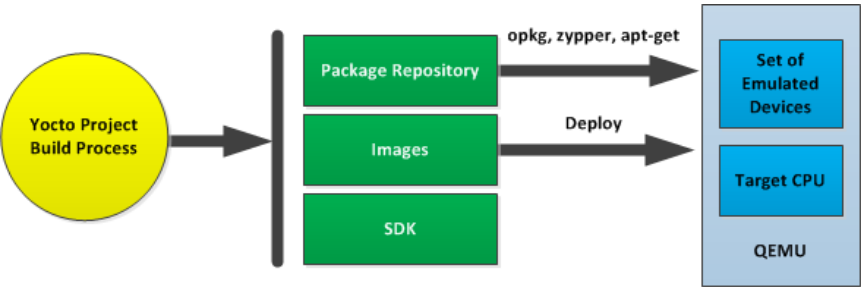 Yocto Project
Build Process
Package Repository
Images
SDK
opkg, zypper, apt-get
Deploy
Set of
Emulated
Devices
Target CPU
QEMU